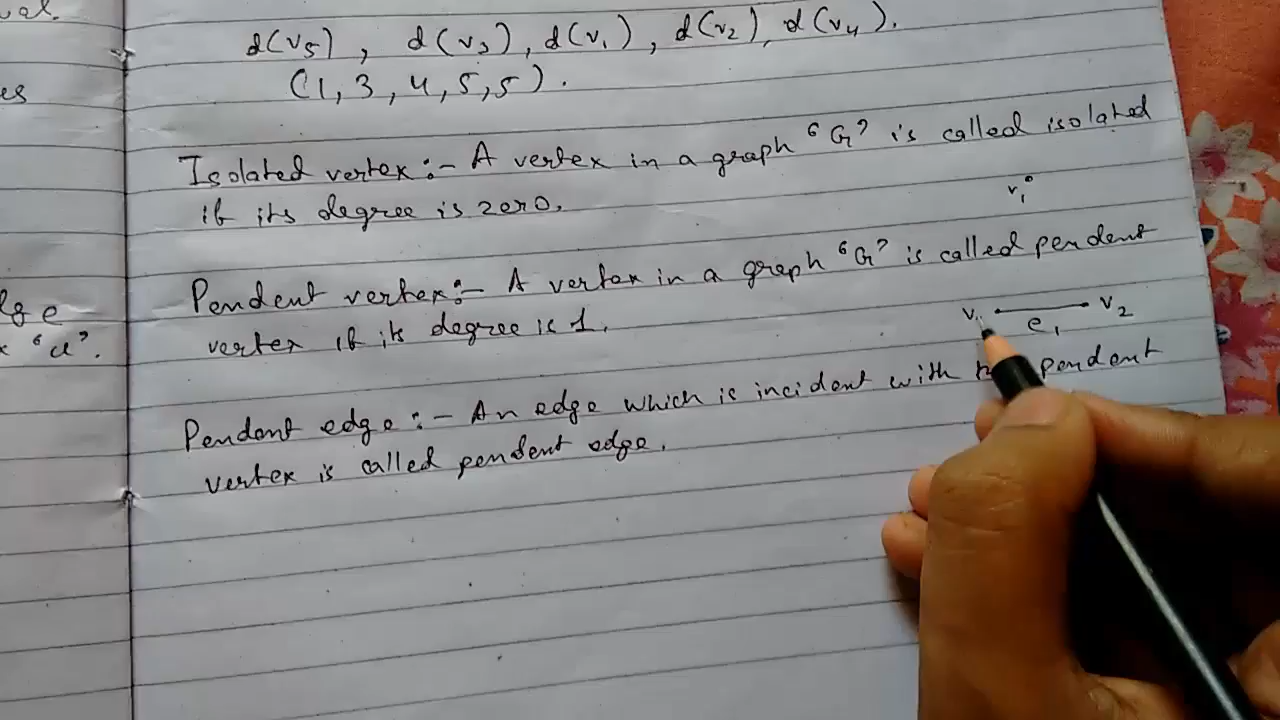 d(v5), d(v3), d(v1), d(v2), d(v4).
(1, 3, 4, 5, 5).
Isolated vertex :- A vertex in a graph ‘G’ is called isolated
if its degree is zero.
v1
Pendent vertex :- A vertex in a graph ‘G’ is called pendent
vertex if its degree is 1.
v1 v2
e1
Pendent edge :- An edge which is incident with pendent
vertex is called pendent edge.